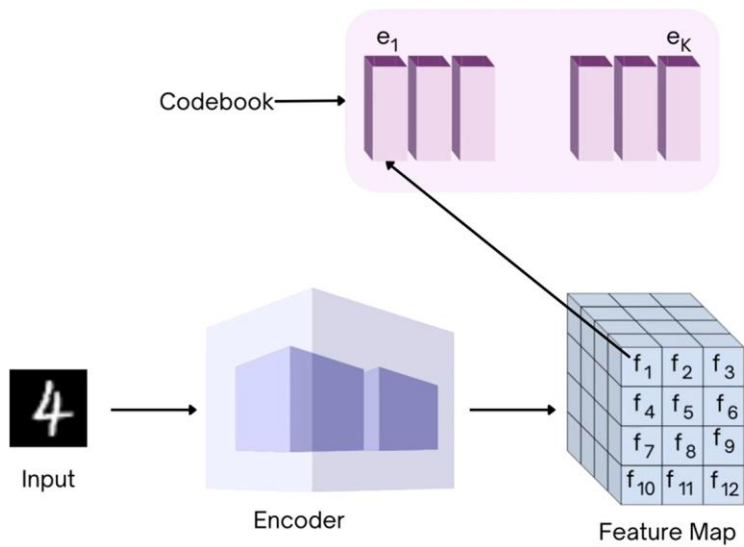 e₁ eₖ
Codebook
f₁ f₂ f₃
f₄ f₅ f₆
f₇ f₈ f₉
f₁₀ f₁₁ f₁₂
4
Input
Encoder
Feature Map